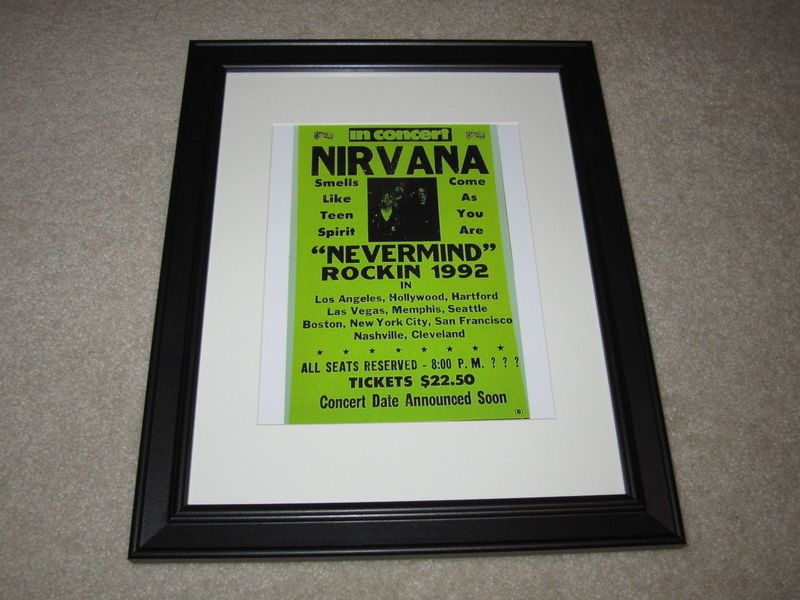 in concert
NIRVANA
Smells Come
Like As
Teen You
Spirit Are
“NEVERMIND”
ROCKIN 1992
IN
Los Angeles, Hollywood, Hartford
Las Vegas, Memphis, Seattle
Boston, New York City, San Francisco
Nashville, Cleveland
ALL SEATS RESERVED - 8:00 P. M. ? ? ?
TICKETS $22.50
Concert Date Announced Soon
(6)